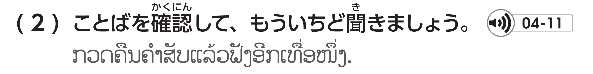 (2) ことばを確認して、もういちど聞きましょう。 04-11
ກວດຄືນຄຳສັບແລ້ວຟັງອີກເທື່ອໜຶ່ງ.